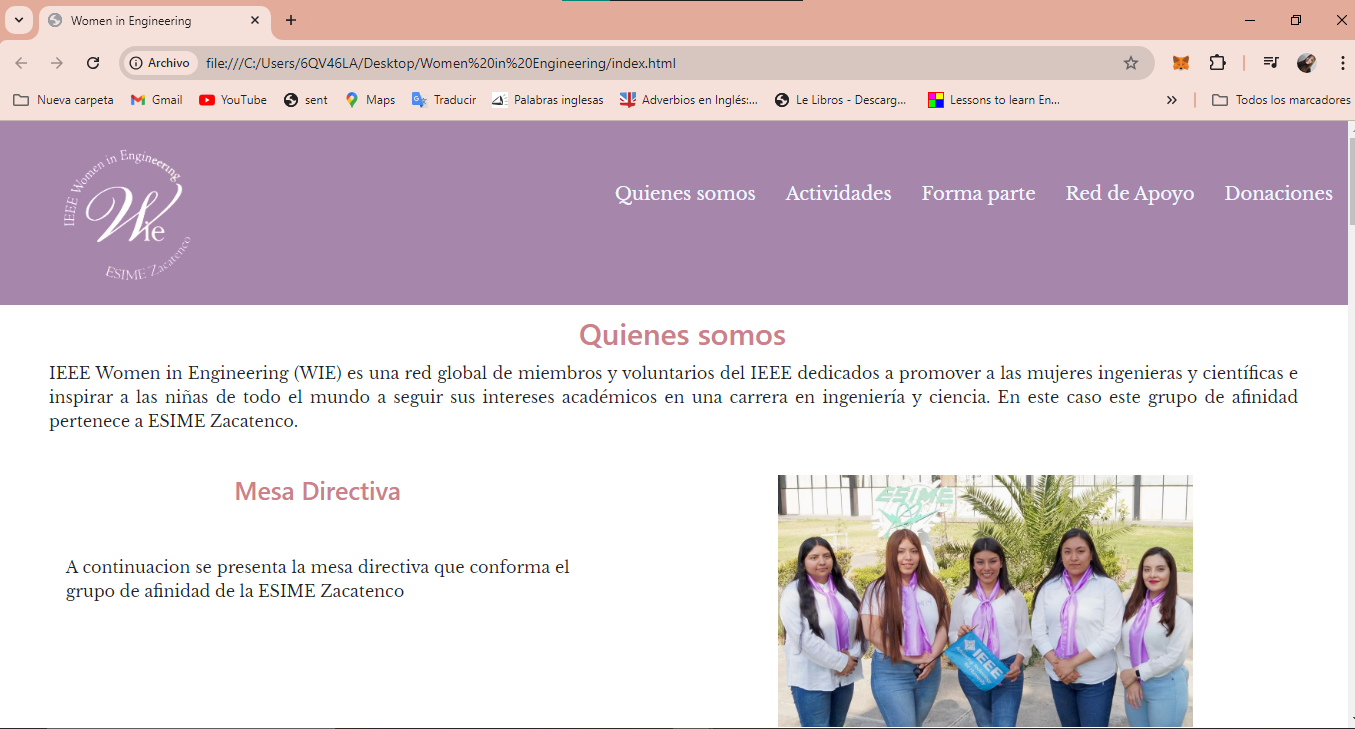 Women in Engineering
Archivo
file:///C:/Users/6QV46LA/Desktop/Women%20in%20Engineering/index.html
Nueva carpeta
Gmail
YouTube
sent
Maps
Traducir
Palabras inglesas
Adverbios en Inglés:...
Le Libros - Descarg...
Lessons to learn En...
Todos los marcadores
IEEE Women in Engineering
Wie
ESIME Zacatenco
Quienes somos
Actividades
Forma parte
Red de Apoyo
Donaciones
Quienes somos
IEEE Women in Engineering (WIE) es una red global de miembros y voluntarios del IEEE dedicados a promover a las mujeres ingenieras y científicas e
inspirar a las niñas de todo el mundo a seguir sus intereses académicos en una carrera en ingeniería y ciencia. En este caso este grupo de afinidad
pertenece a ESIME Zacatenco.
Mesa Directiva
A continuacion se presenta la mesa directiva que conforma el
grupo de afinidad de la ESIME Zacatenco
ESIME
IEEE